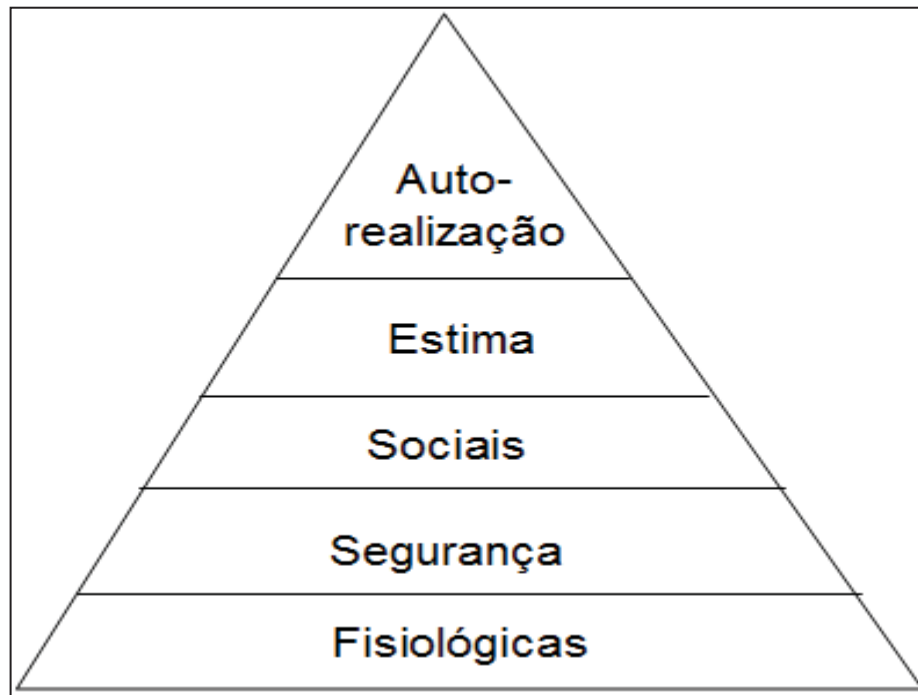 Auto-
realização
Estima
Sociais
Segurança
Fisiológicas